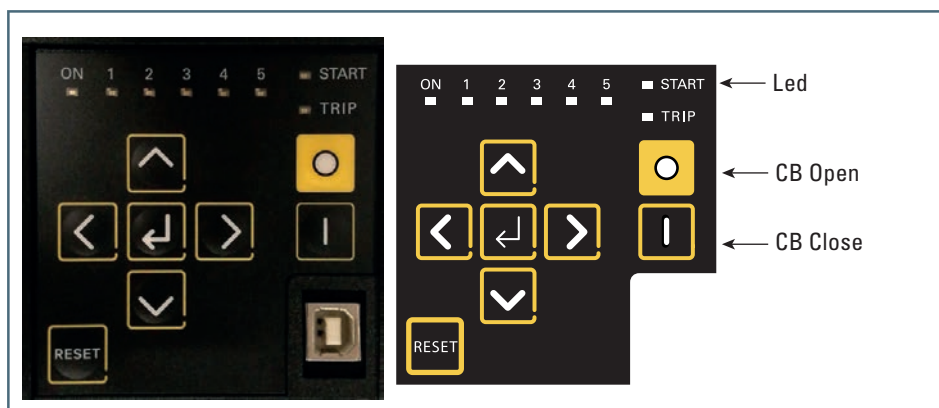 ON 1 2 3 4 5 START
TRIP
RESET
ON 1 2 3 4 5 START
TRIP
RESET
Led
CB Open
CB Close